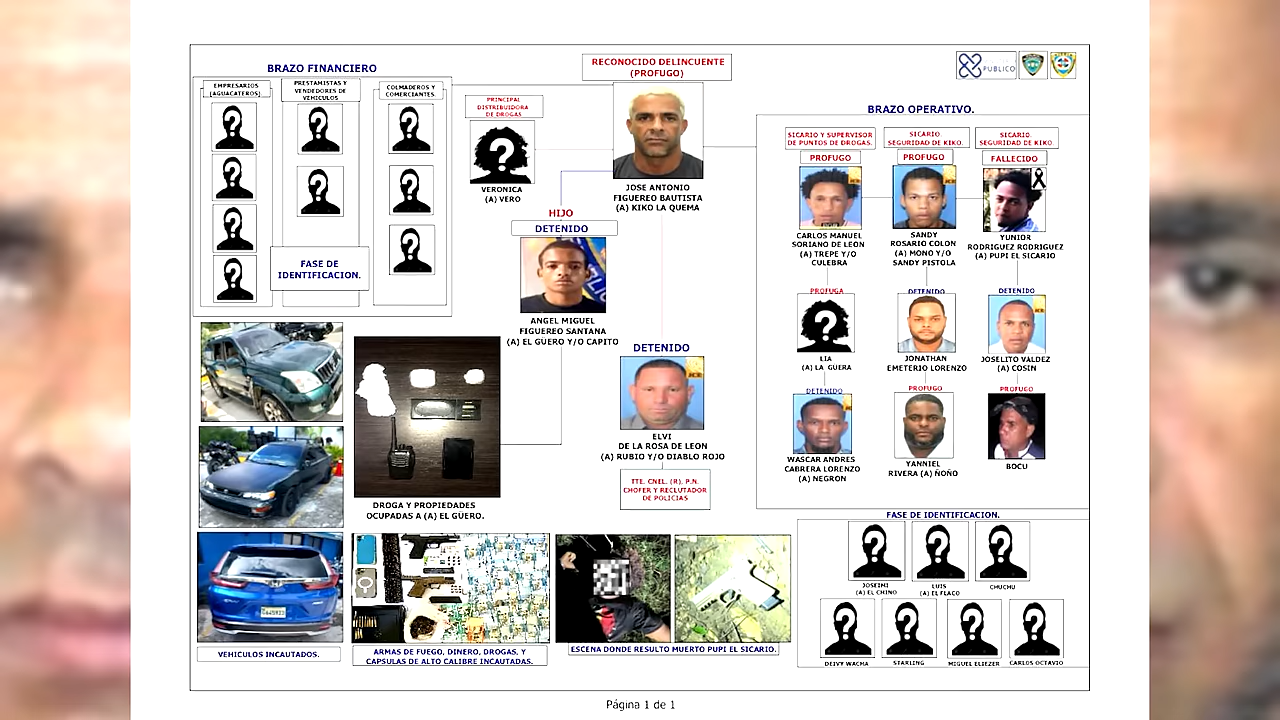 BRAZO FINANCIERO
EMPRESARIOS
(AGUACATEROS)
PRESTAMISTAS Y
VENDEDORES DE
VEHICULOS
COLMADEROS Y
COMERCIANTES.
FASE DE
IDENTIFICACION.
PRINCIPAL
DISTRIBUIDORA
DE DROGAS
VERONICA
(A) VERO
RECONOCIDO DELINCUENTE
(PROFUGO)
JOSE ANTONIO
FIGUEREO BAUTISTA
(A) KIKO LA QUEMA
PUBLICO
HIJO
DETENIDO
ANGEL MIGUEL
FIGUEREO SANTANA
(A) EL GÜERO Y/O CAPITO
DETENIDO
ELVI
DE LA ROSA DE LEON
(A) RUBIO Y/O DIABLO ROJO
TTE. CNEL. (R). P.N.
CHOFER Y RECLUTADOR
DE POLICIAS
BRAZO OPERATIVO.
SICARIO Y SUPERVISOR
DE PUNTOS DE DROGAS.
PROFUGO
CARLOS MANUEL
SORIANO DE LEON
(A) TREPE Y/O
CULEBRA
SICARIO.
SEGURIDAD DE KIKO.
PROFUGO
SANDY
ROSARIO COLON
(A) MONO Y/O
SANDY PISTOLA
SICARIO.
SEGURIDAD DE KIKO.
FALLECIDO
YUNIOR
RODRIGUEZ RODRIGUEZ
(A) PUPI EL SICARIO
PROFUGA
LIA
(A) LA GUERA
DETENIDO
JONATHAN
EMETERIO LORENZO
DETENIDO
JOSELITO VALDEZ
(A) COSIN
DETENIDO
WASCAR ANDRES
CABRERA LORENZO
(A) NEGRON
PROFUGO
YANNIEL
RIVERA (A) ÑOÑO
PROFUGO
BOCU
DROGA Y PROPIEDADES
OCUPADAS A (A) EL GÜERO.
VEHICULOS INCAUTADOS.
ARMAS DE FUEGO, DINERO, DROGAS, Y
CAPSULAS DE ALTO CALIBRE INCAUTADAS.
ESCENA DONDE RESULTO MUERTO PUPI EL SICARIO.
FASE DE IDENTIFICACION.
JOSEINI
(A) EL CHINO
LUIS
(A) EL FLACO
CHUCHU
DEIVY WACHA
STARLING
MIGUEL ELIEZER
CARLOS OCTAVIO
Página 1 de 1